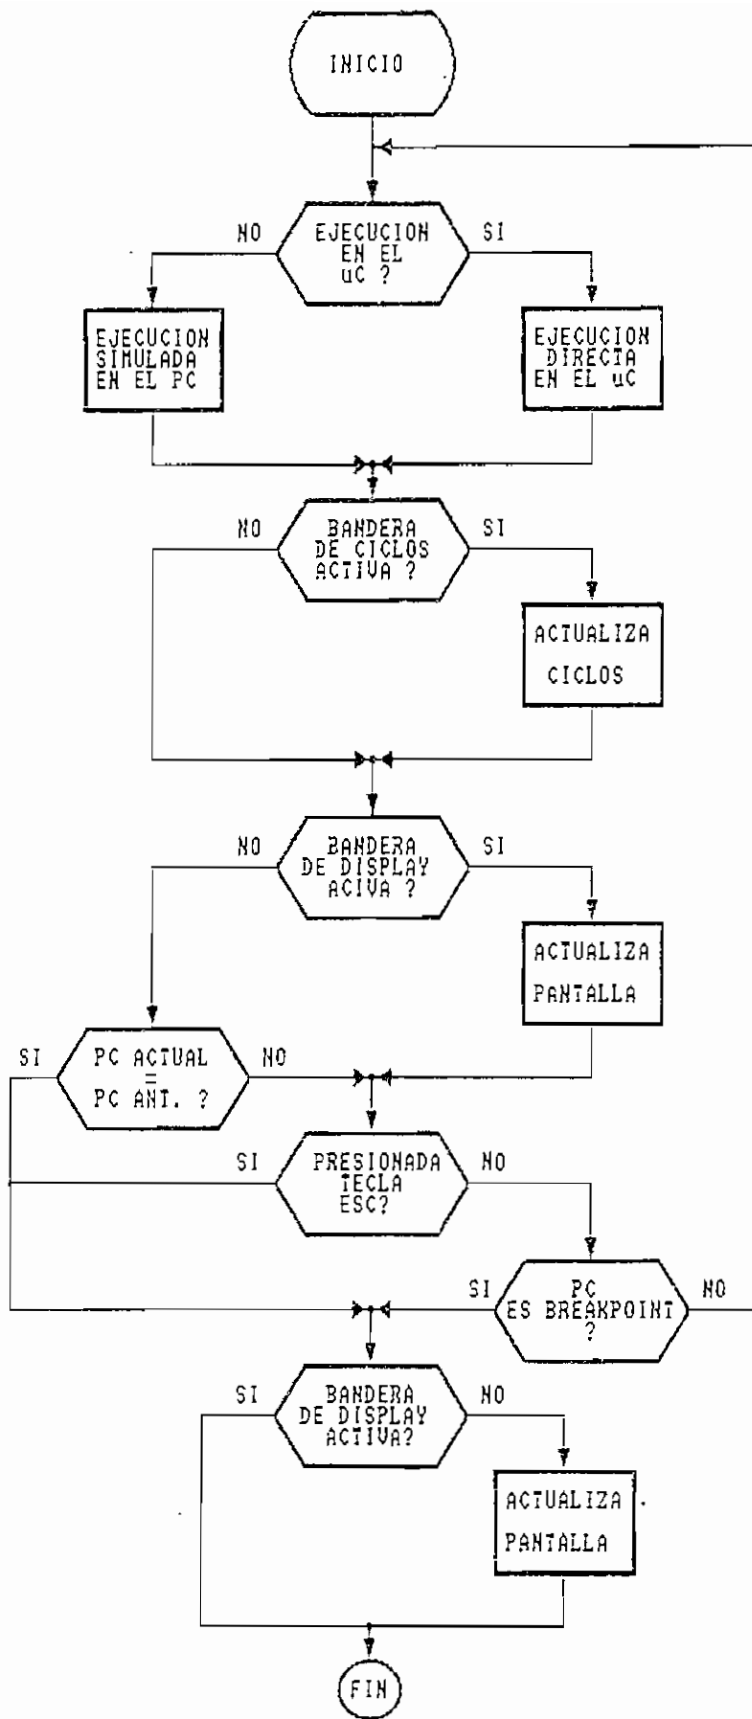 INICIO
NO
EJECUCION
EN EL
uC ?
SI
EJECUCION
SIMULADA
EN EL PC
EJECUCION
DIRECTA
EN EL uC
NO
BANDERA
DE CICLOS
ACTIVA ?
SI
ACTUALIZA
CICLOS
NO
BANDERA
DE DISPLAY
ACIVA ?
SI
ACTUALIZA
PANTALLA
SI
PC ACTUAL
=
PC ANT. ?
NO
SI
PRESIONADA
TECLA
ESC?
NO
SI
PC
ES BREAKPOINT
?
NO
SI
BANDERA
DE DISPLAY
ACTIVA?
NO
ACTUALIZA
PANTALLA
FIN